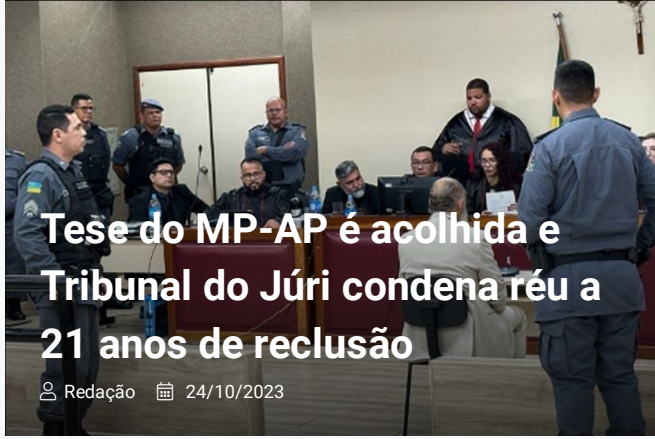 Tese do MP-AP é acolhida e
Tribunal do Júri condena réu a
21 anos de reclusão
Redação 24/10/2023